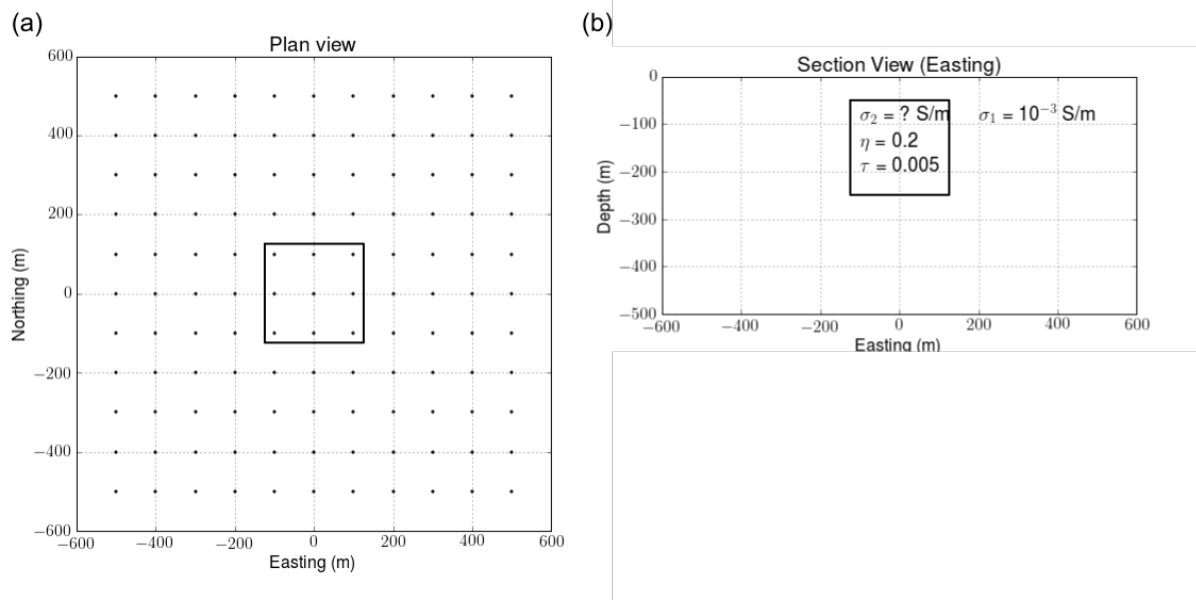 (a)
Plan view
600
400
200
0
−200
−400
−600
−600 −400 −200 0 200 400 600
Northing (m)
Easting (m)
(b)
Section View (Easting)
0
−100
−200
−300
−400
−500
−600 −400 −200 0 200 400 600
Depth (m)
Easting (m)
σ₂ = ? S/m
η = 0.2
τ = 0.005
σ₁ = 10⁻³ S/m